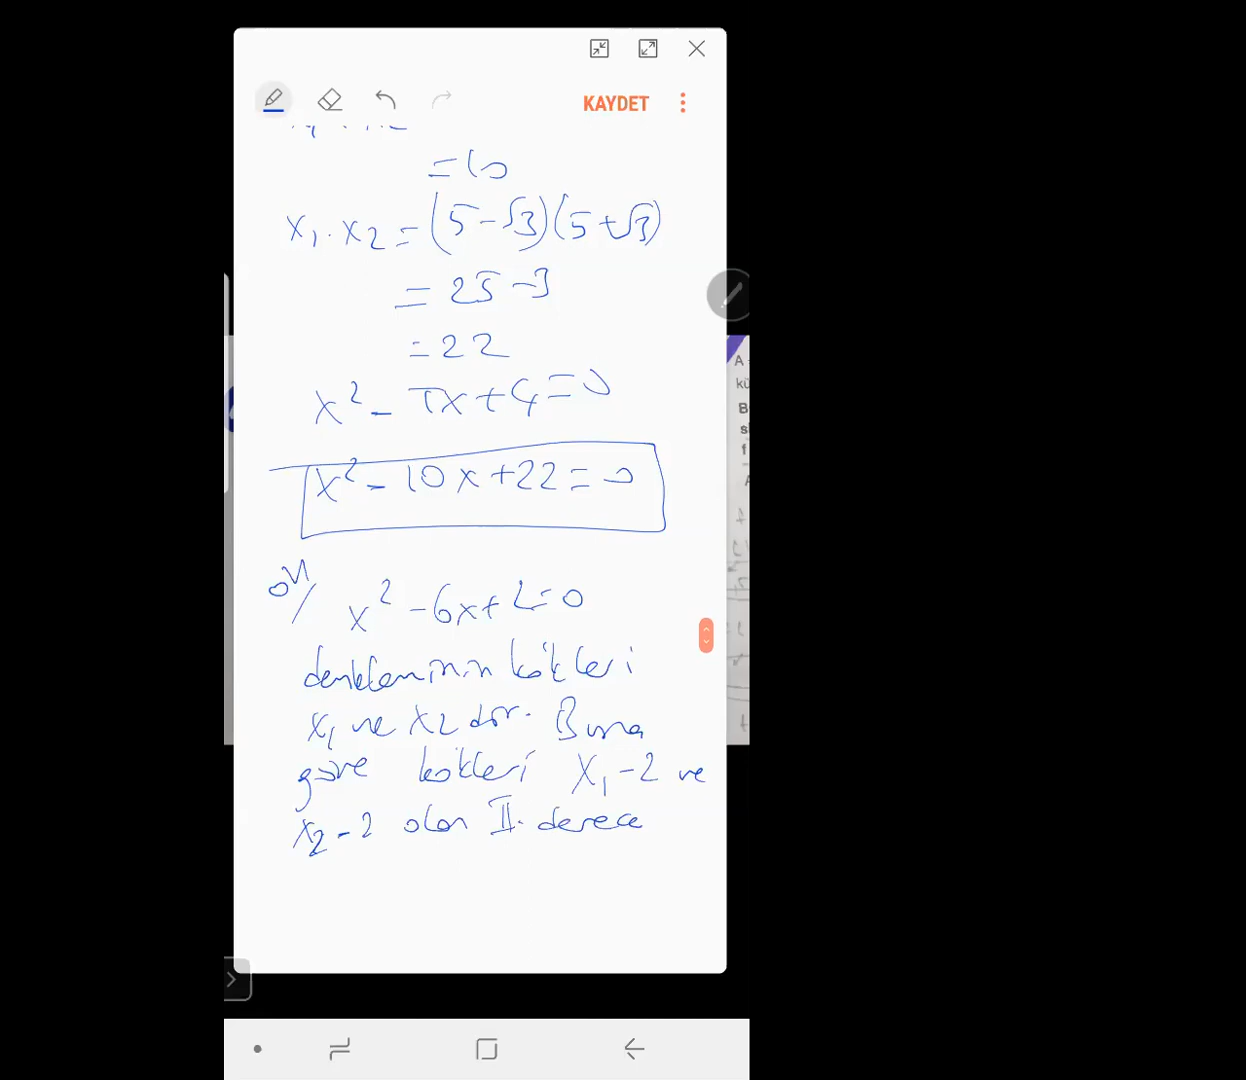 KAYDET
= 10
x₁ . x₂ = (5 - √3)(5 + √3)
= 25 - 3
= 22
x² - Tx + Ç = 0
x² - 10x + 22 = 0
ör/ x² - 6x + 2 = 0
denkleminin kökleri
x₁ ve x₂ dir. Buna
göre kökleri x₁ - 2 ve
x₂ - 2 olan II. derece
A
kü
B
s
f
A